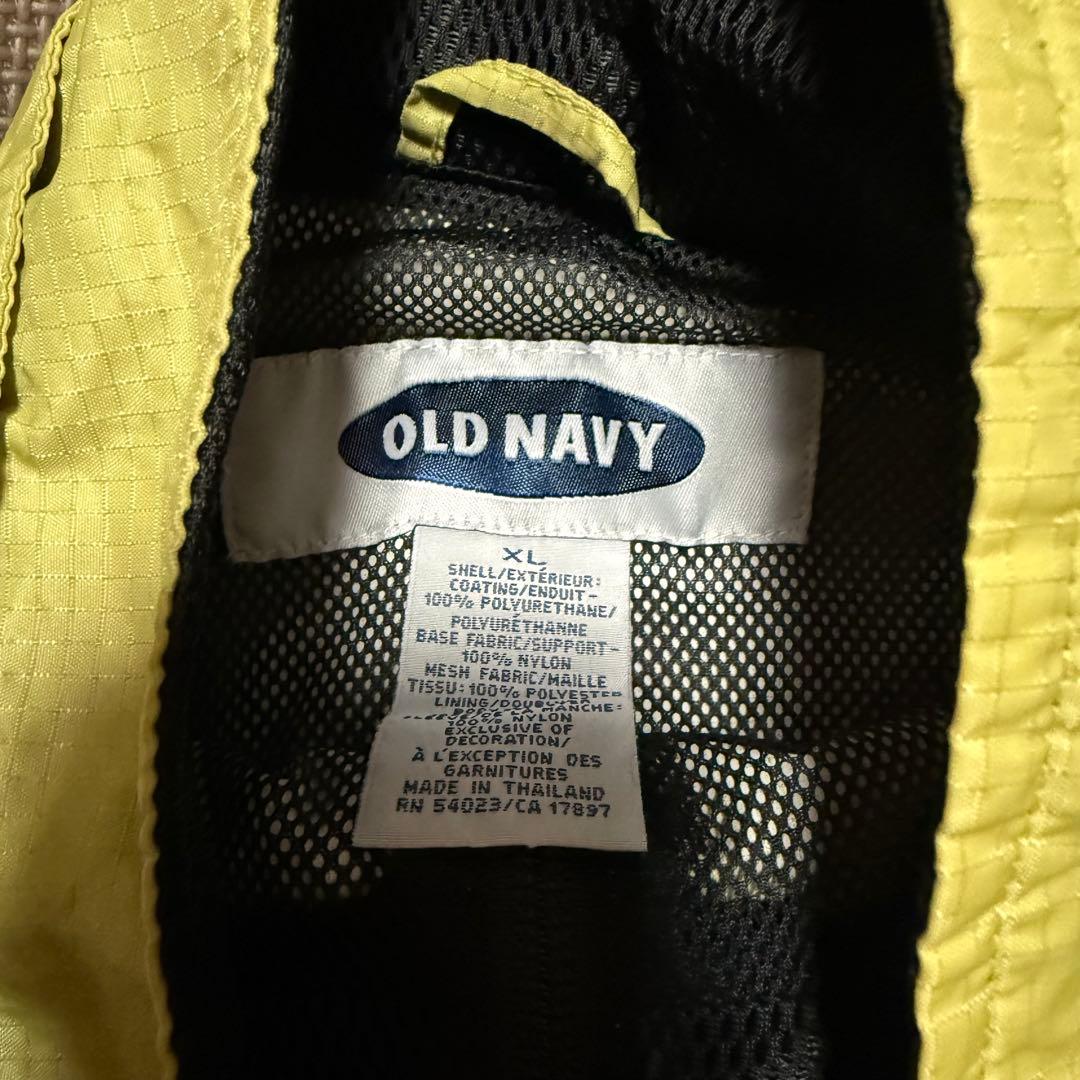 OLD NAVY
XL
SHELL/EXTÉRIEUR:
COATING/ENDUIT-
100% POLYURETHANE/
POLYURÉTHANNE
BASE FABRIC/SUPPORT-
100% NYLON
MESH FABRIC/MAILLE
TISSU: 100% POLYESTER
LINING/DOUBLURE
MANCHE:
100% NYLON
EXCLUSIVE OF
DECORATION/
À L'EXCEPTION DES
GARNITURES
MADE IN THAILAND
RN 54023/CA 17897